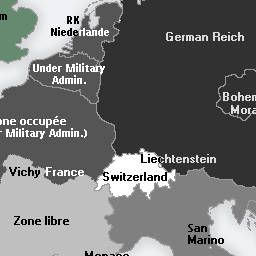 m
RK
Niederlande
German Reich
Under Military
Admin.
Bohem
Mora
one occupée
r Military Admin.)
Liechtenstein
Vichy France
Switzerland
Zone libre
San
Marino
Monaco